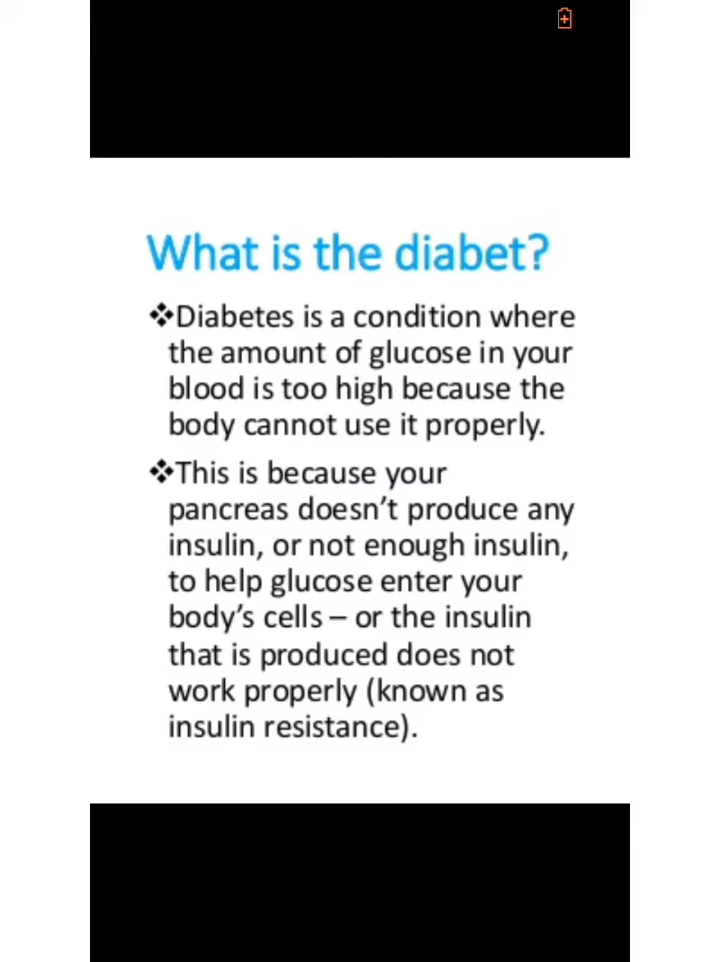 What is the diabet?
❖Diabetes is a condition where
the amount of glucose in your
blood is too high because the
body cannot use it properly.
❖This is because your
pancreas doesn’t produce any
insulin, or not enough insulin,
to help glucose enter your
body’s cells – or the insulin
that is produced does not
work properly (known as
insulin resistance).